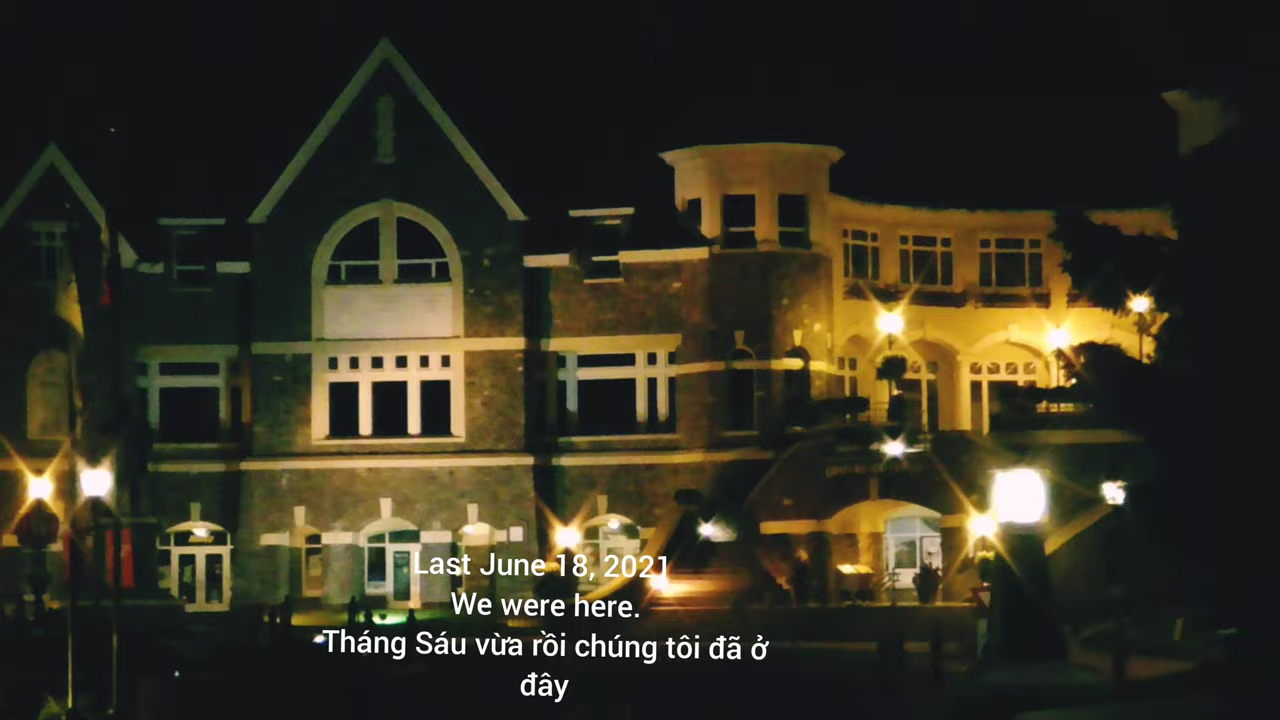 Last June 18, 2021
We were here.
Tháng Sáu vừa rồi chúng tôi đã ở
đây